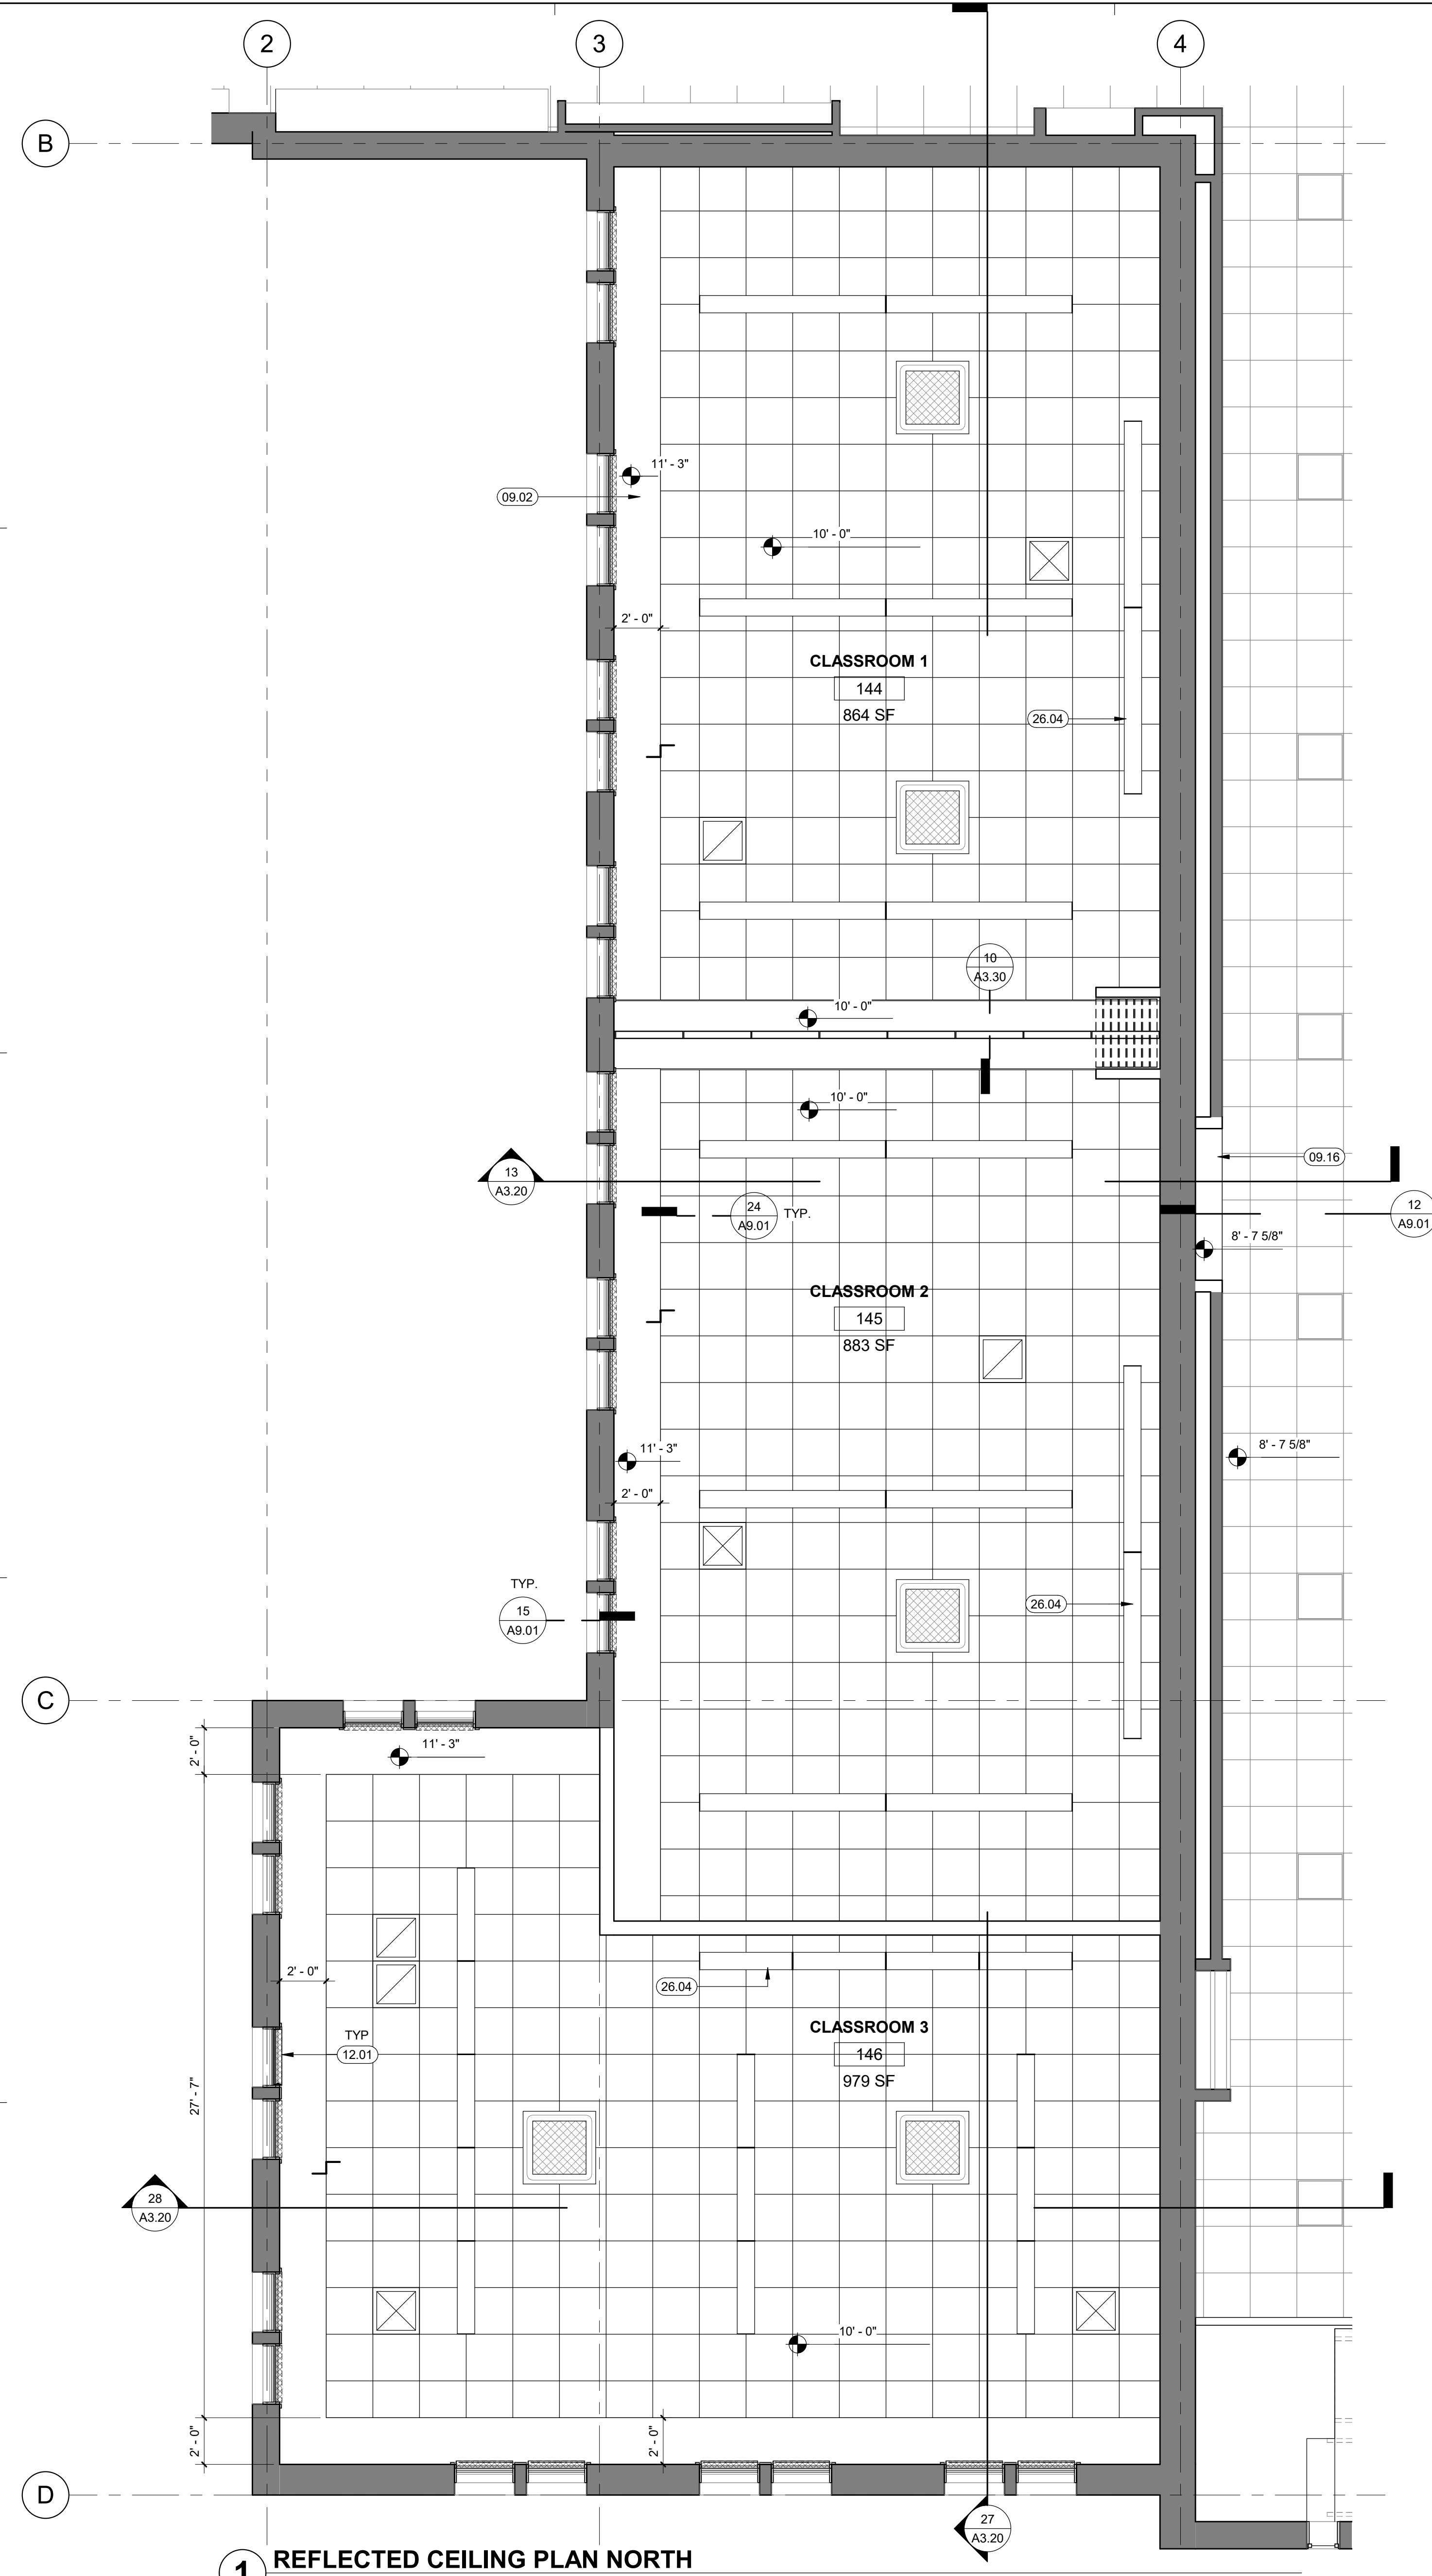 2
3
4
B
11' - 3"
09.02
10' - 0"
2' - 0"
CLASSROOM 1
144
864 SF
26.04
10
A3.30
10' - 0"
10' - 0"
13
A3.20
09.16
24
A9.01
TYP.
12
A9.01
8' - 7 5/8"
CLASSROOM 2
145
883 SF
11' - 3"
8' - 7 5/8"
2' - 0"
TYP.
15
A9.01
26.04
C
2' - 0"
11' - 3"
2' - 0"
26.04
CLASSROOM 3
TYP
12.01
146
979 SF
27' - 7"
28
A3.20
10' - 0"
2' - 0"
2' - 0"
D
27
A3.20
1
REFLECTED CEILING PLAN NORTH